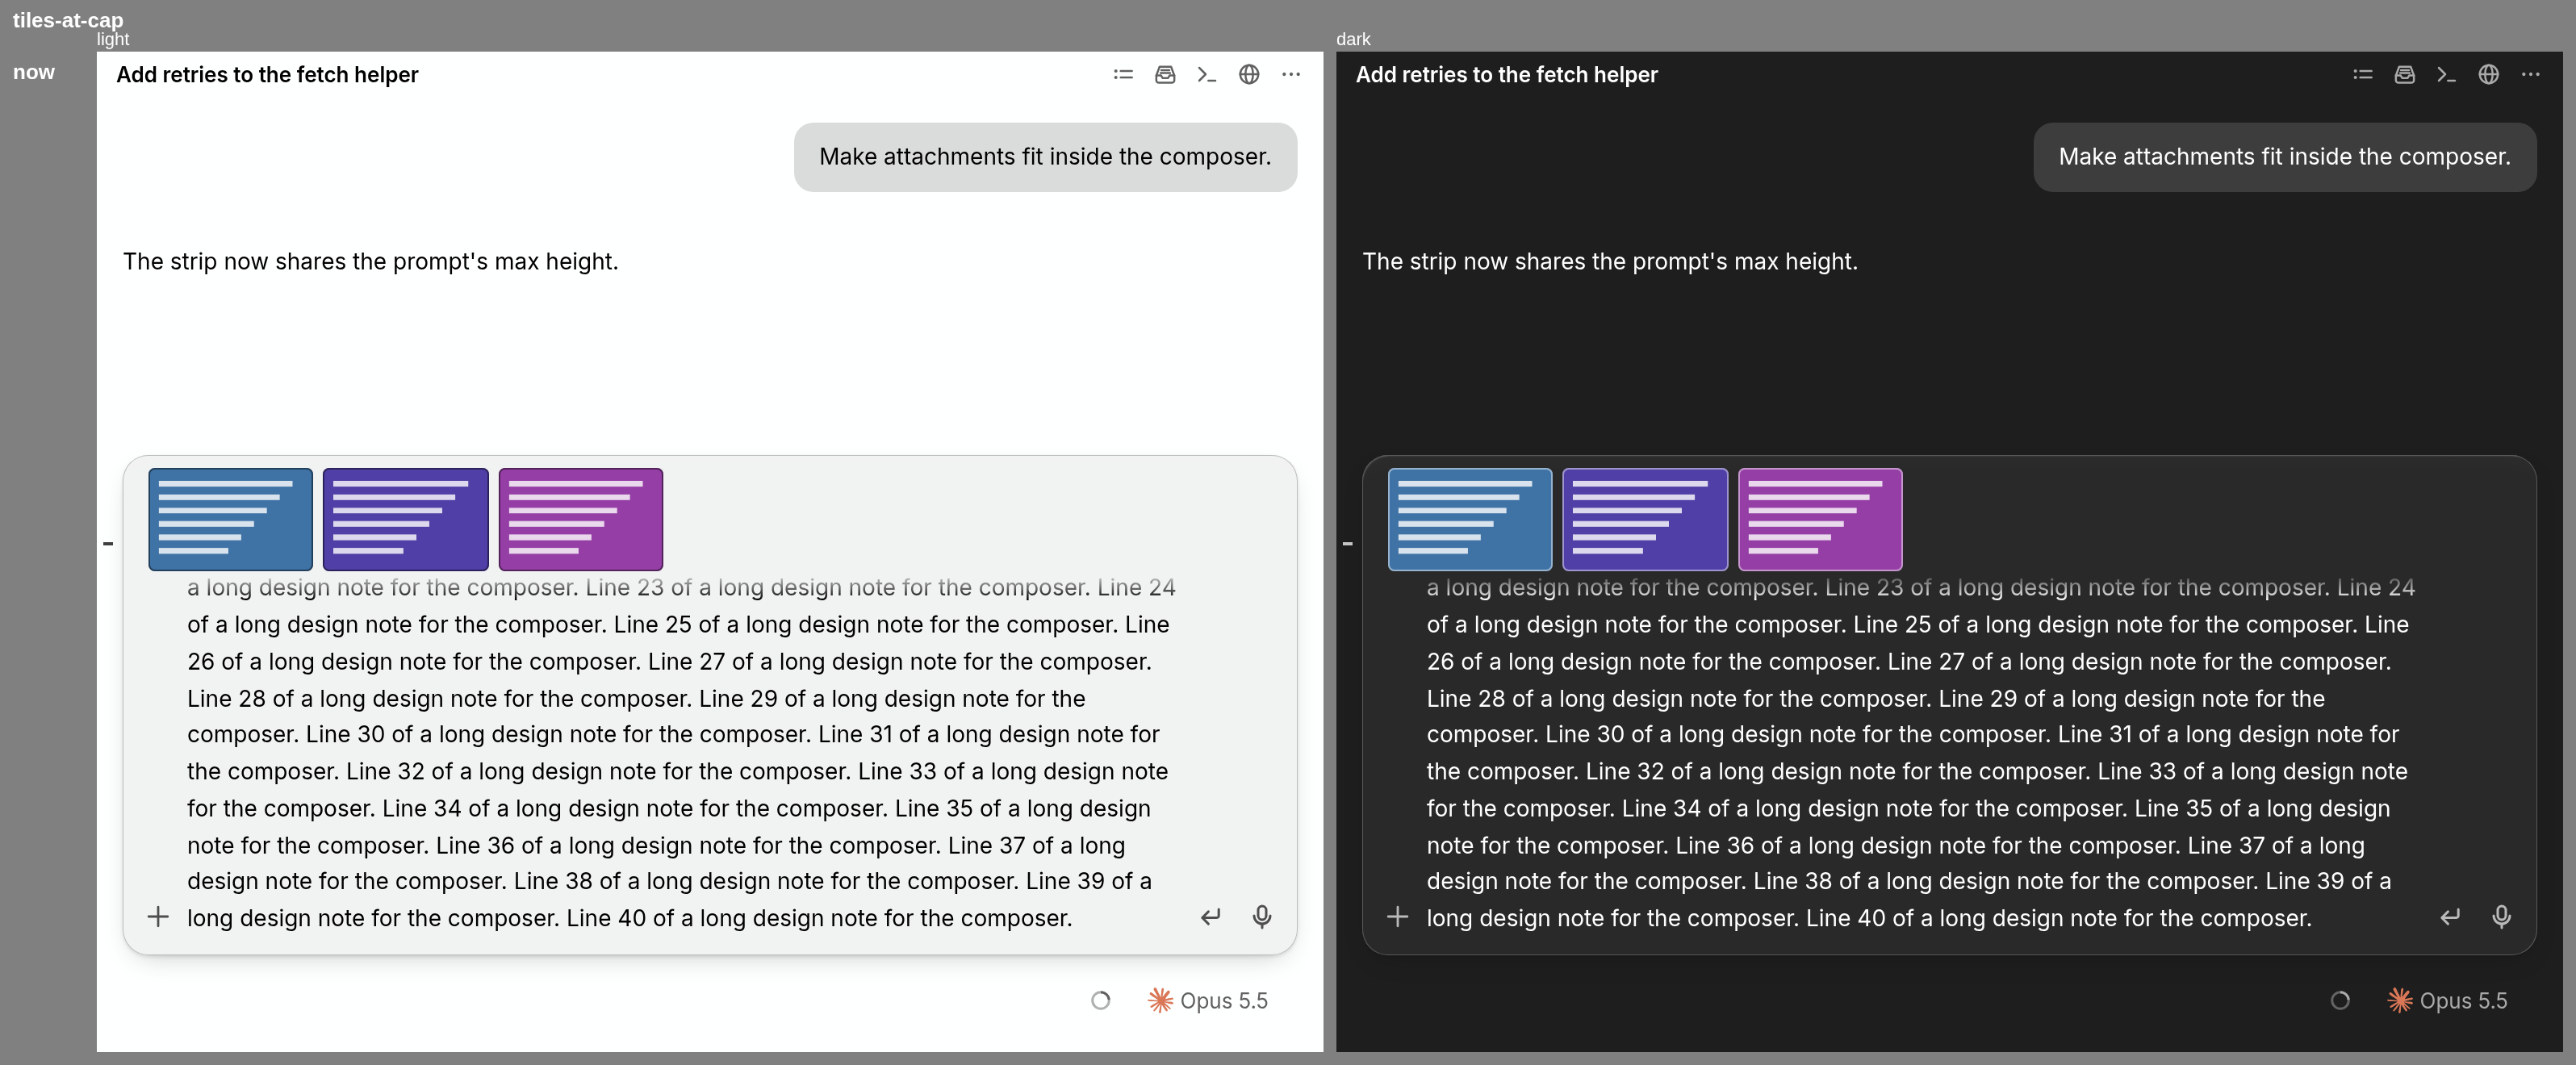 tiles-at-cap
light
now
Add retries to the fetch helper
Make attachments fit inside the composer.
The strip now shares the prompt's max height.
a long design note for the composer. Line 23 of a long design note for the composer. Line 24
of a long design note for the composer. Line 25 of a long design note for the composer. Line
26 of a long design note for the composer. Line 27 of a long design note for the composer.
Line 28 of a long design note for the composer. Line 29 of a long design note for the
composer. Line 30 of a long design note for the composer. Line 31 of a long design note for
the composer. Line 32 of a long design note for the composer. Line 33 of a long design note
for the composer. Line 34 of a long design note for the composer. Line 35 of a long design
note for the composer. Line 36 of a long design note for the composer. Line 37 of a long
design note for the composer. Line 38 of a long design note for the composer. Line 39 of a
long design note for the composer. Line 40 of a long design note for the composer.
Opus 5.5
dark
Add retries to the fetch helper
Make attachments fit inside the composer.
The strip now shares the prompt's max height.
a long design note for the composer. Line 23 of a long design note for the composer. Line 24
of a long design note for the composer. Line 25 of a long design note for the composer. Line
26 of a long design note for the composer. Line 27 of a long design note for the composer.
Line 28 of a long design note for the composer. Line 29 of a long design note for the
composer. Line 30 of a long design note for the composer. Line 31 of a long design note for
the composer. Line 32 of a long design note for the composer. Line 33 of a long design note
for the composer. Line 34 of a long design note for the composer. Line 35 of a long design
note for the composer. Line 36 of a long design note for the composer. Line 37 of a long
design note for the composer. Line 38 of a long design note for the composer. Line 39 of a
long design note for the composer. Line 40 of a long design note for the composer.
Opus 5.5